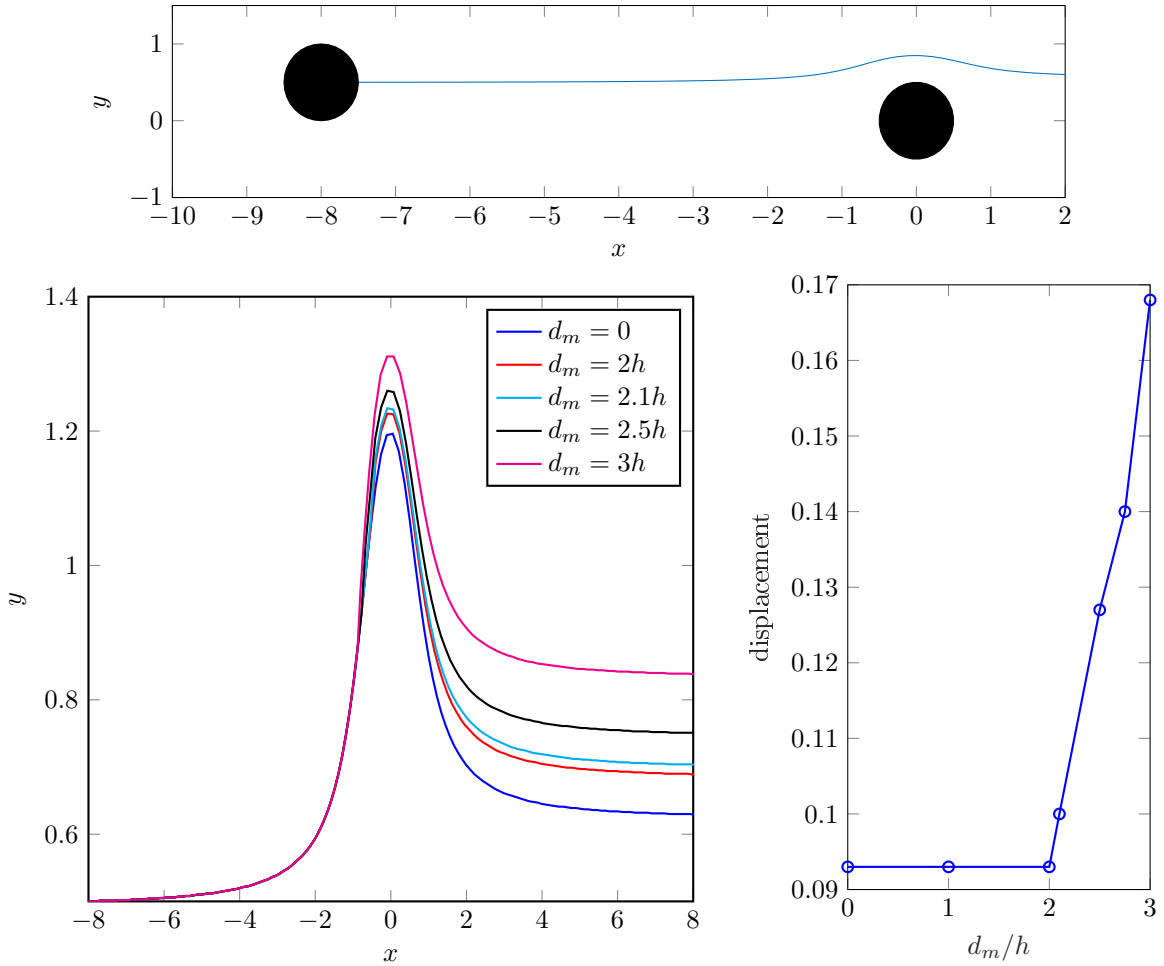 1
0
−1
y
−10 −9 −8 −7 −6 −5 −4 −3 −2 −1 0 1 2
x
1.4
1.2
1
0.8
0.6
y
−8 −6 −4 −2 0 2 4 6 8
x
d_m = 0
d_m = 2h
d_m = 2.1h
d_m = 2.5h
d_m = 3h
0.17
0.16
0.15
0.14
0.13
0.12
0.11
0.1
0.09
displacement
0 1 2 3
d_m/h